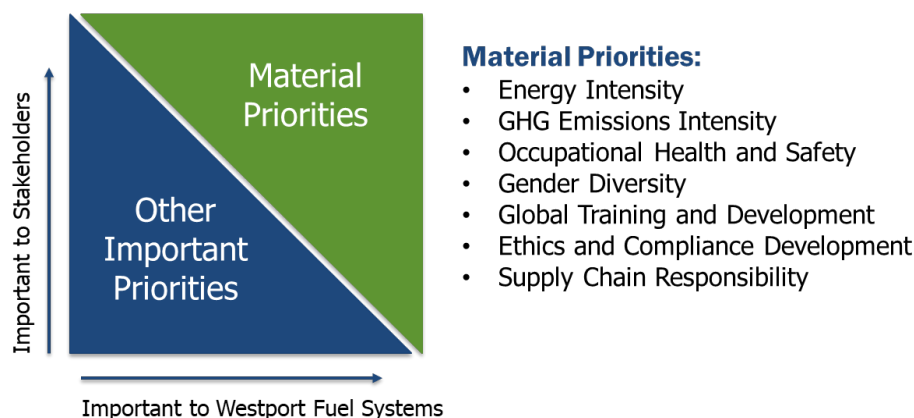 Important to Stakeholders
Material
Priorities
Other
Important
Priorities
Important to Westport Fuel Systems
Material Priorities:
• Energy Intensity
• GHG Emissions Intensity
• Occupational Health and Safety
• Gender Diversity
• Global Training and Development
• Ethics and Compliance Development
• Supply Chain Responsibility